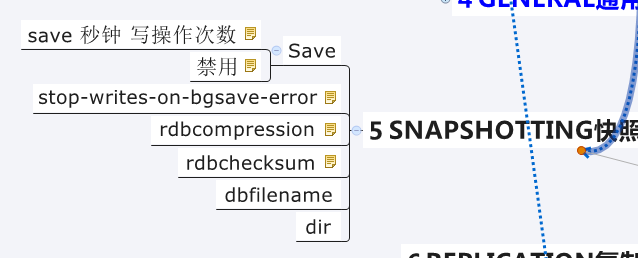 4 GENERAL通用
save 秒钟 写操作次数
Save
禁用
stop-writes-on-bgsave-error
rdbcompression
5 SNAPSHOTTING快照
rdbchecksum
dbfilename
dir
6 REPLICATION复制